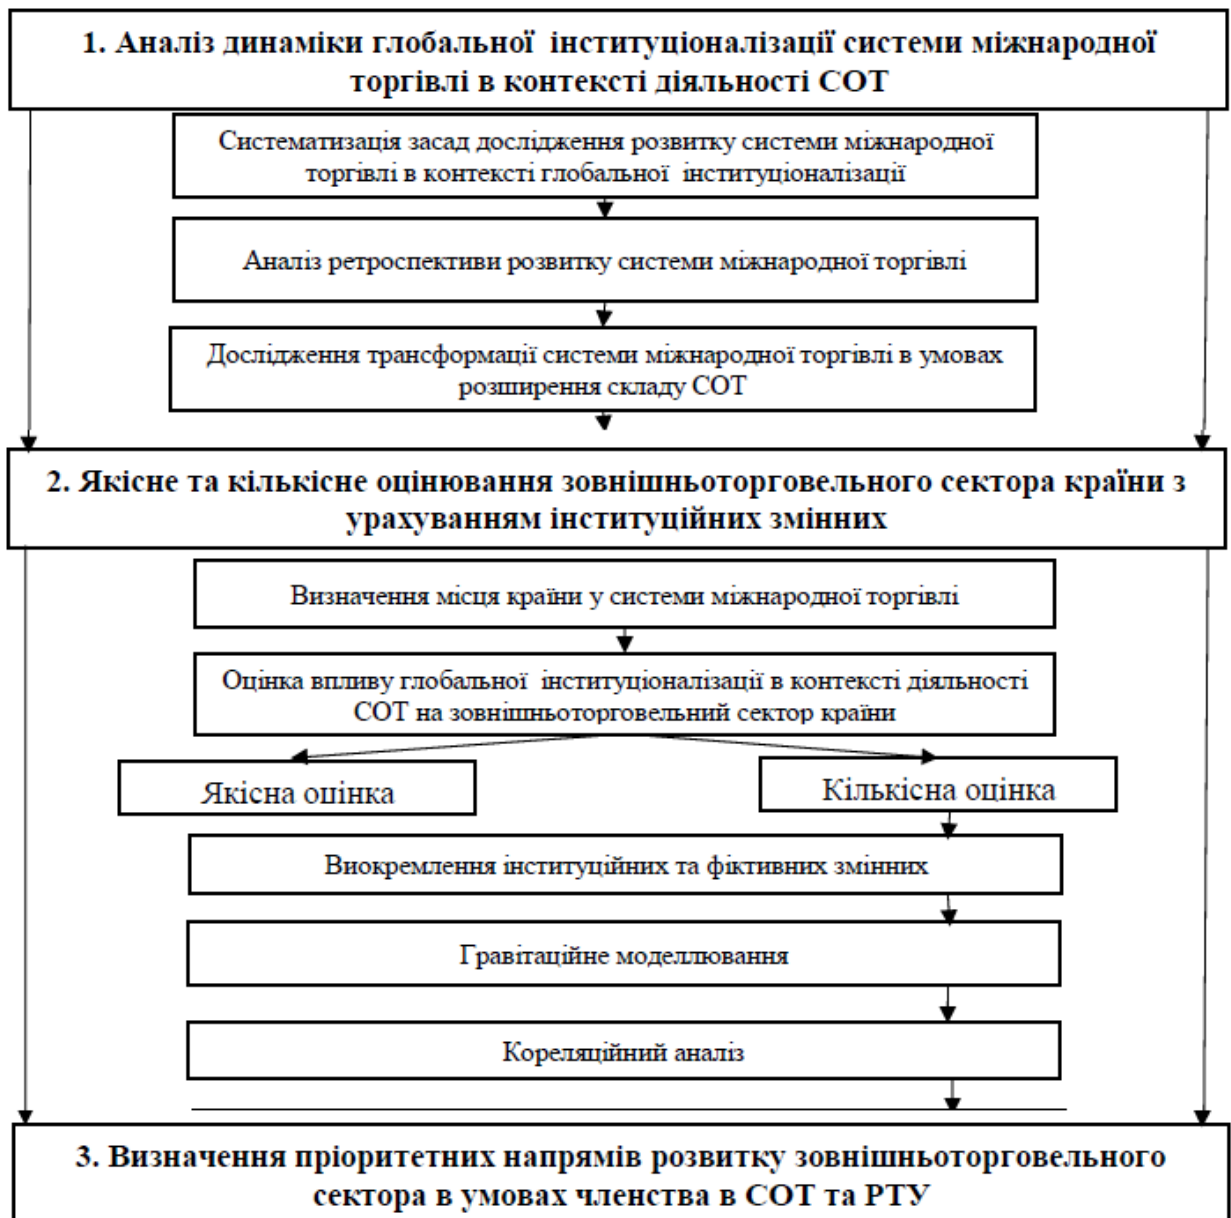 1. Аналіз динаміки глобальної інституціоналізації системи міжнародної
торгівлі в контексті діяльності СОТ
Систематизація засад дослідження розвитку системи міжнародної
торгівлі в контексті глобальної інституціоналізації
Аналіз ретроспективи розвитку системи міжнародної торгівлі
Дослідження трансформації системи міжнародної торгівлі в умовах
розширення складу СОТ
2. Якісне та кількісне оцінювання зовнішньоторговельного сектора країни з
урахуванням інституційних змінних
Визначення місця країни у системи міжнародної торгівлі
Оцінка впливу глобальної інституціоналізації в контексті діяльності
СОТ на зовнішньоторговельний сектор країни
Якісна оцінка
Кількісна оцінка
Виокремлення інституційних та фіктивних змінних
Гравітаційне моделлювання
Кореляційний аналіз
3. Визначення пріоритетних напрямів розвитку зовнішньоторговельного
сектора в умовах членства в СОТ та РТУ